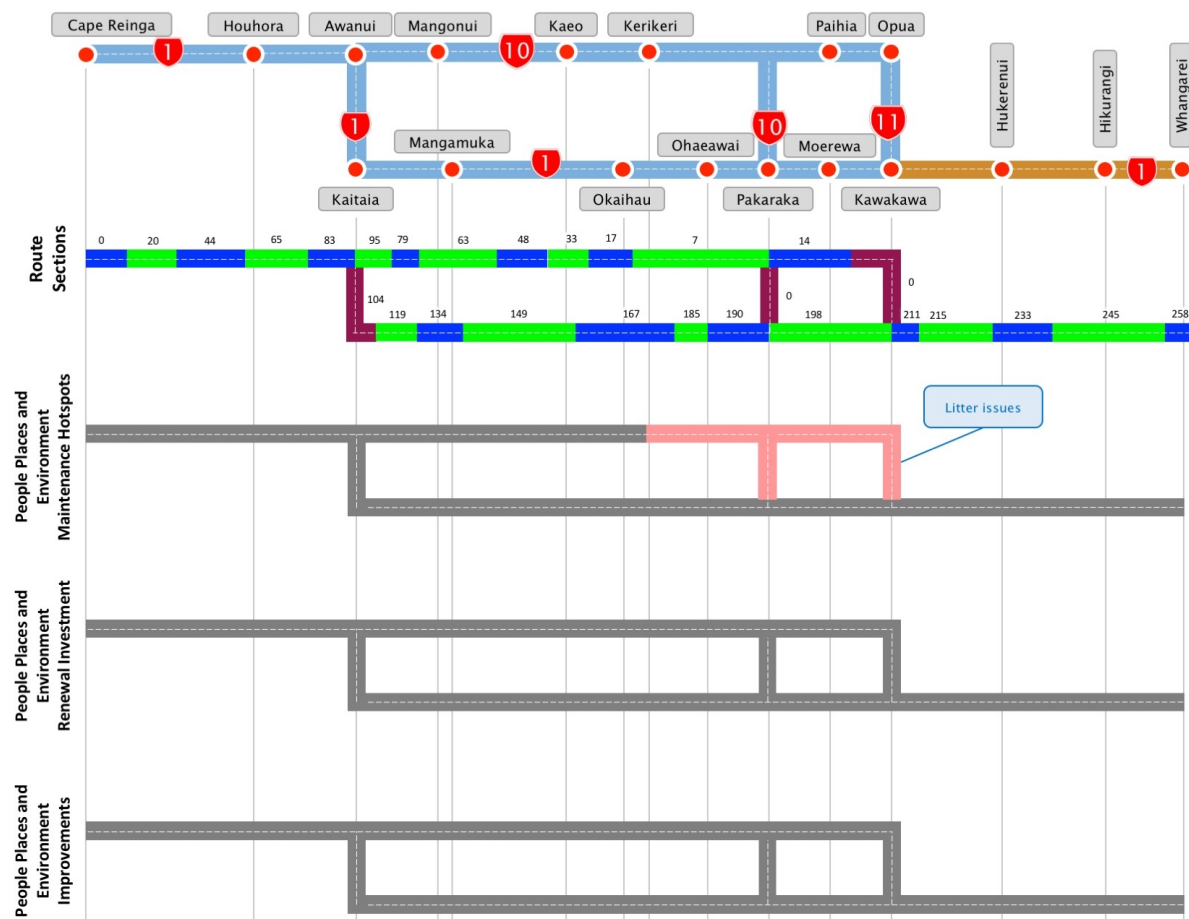 Cape Reinga
Houhora
Awanui
Mangonui
Kaeo
Kerikeri
Paihia
Opua
1
10
Hukerenui
Hikurangi
Whangarei
1
10
11
Mangamuka
1
Ohaeawai
Moerewa
1
Kaitaia
Okaihau
Pakaraka
Kawakawa
Route
Sections
0 20 44 65 83 95 79 63 48 33 17 7 14
104 0 0
119 134 149 167 185 190 198 211 215 233 245 258
People Places and
Environment
Maintenance Hotspots
Litter issues
People Places and
Environment
Renewal Investment
People Places and
Environment
Improvements